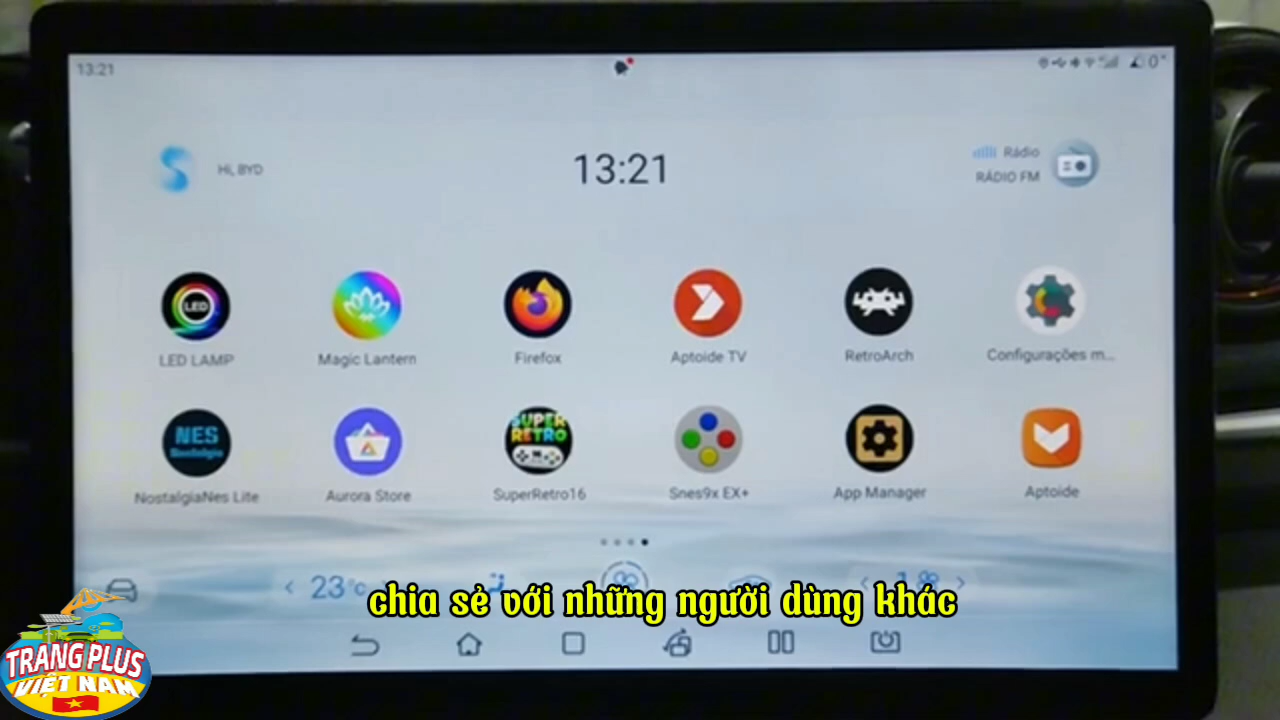 13:21
0°
Hi, BYD
13:21
Rádio
RÁDIO FM
LED
LED LAMP
Magic Lantern
Firefox
Aptoide TV
RetroArch
Configurações m...
NES
Nostalgia
SUPER
RETRO
NostalgiaNes Lite
Aurora Store
SuperRetro16
Snes9x EX+
App Manager
Aptoide
23°c
chia sẻ với những người dùng khác
TRANG PLUS
VIỆT NAM